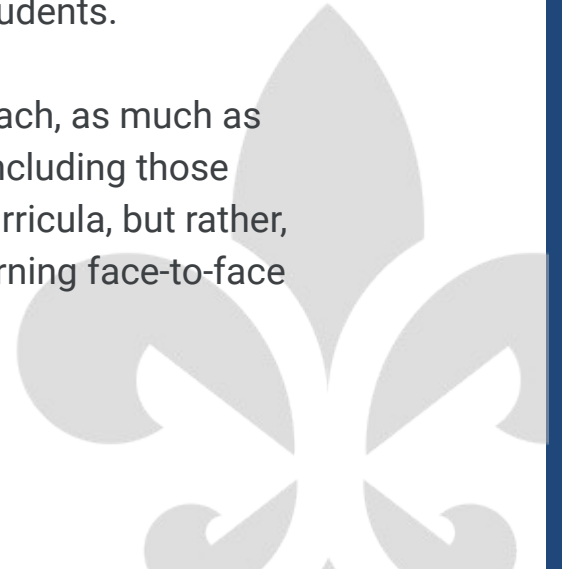 udents.
ach, as much as
ncluding those
rricula, but rather,
rning face-to-face